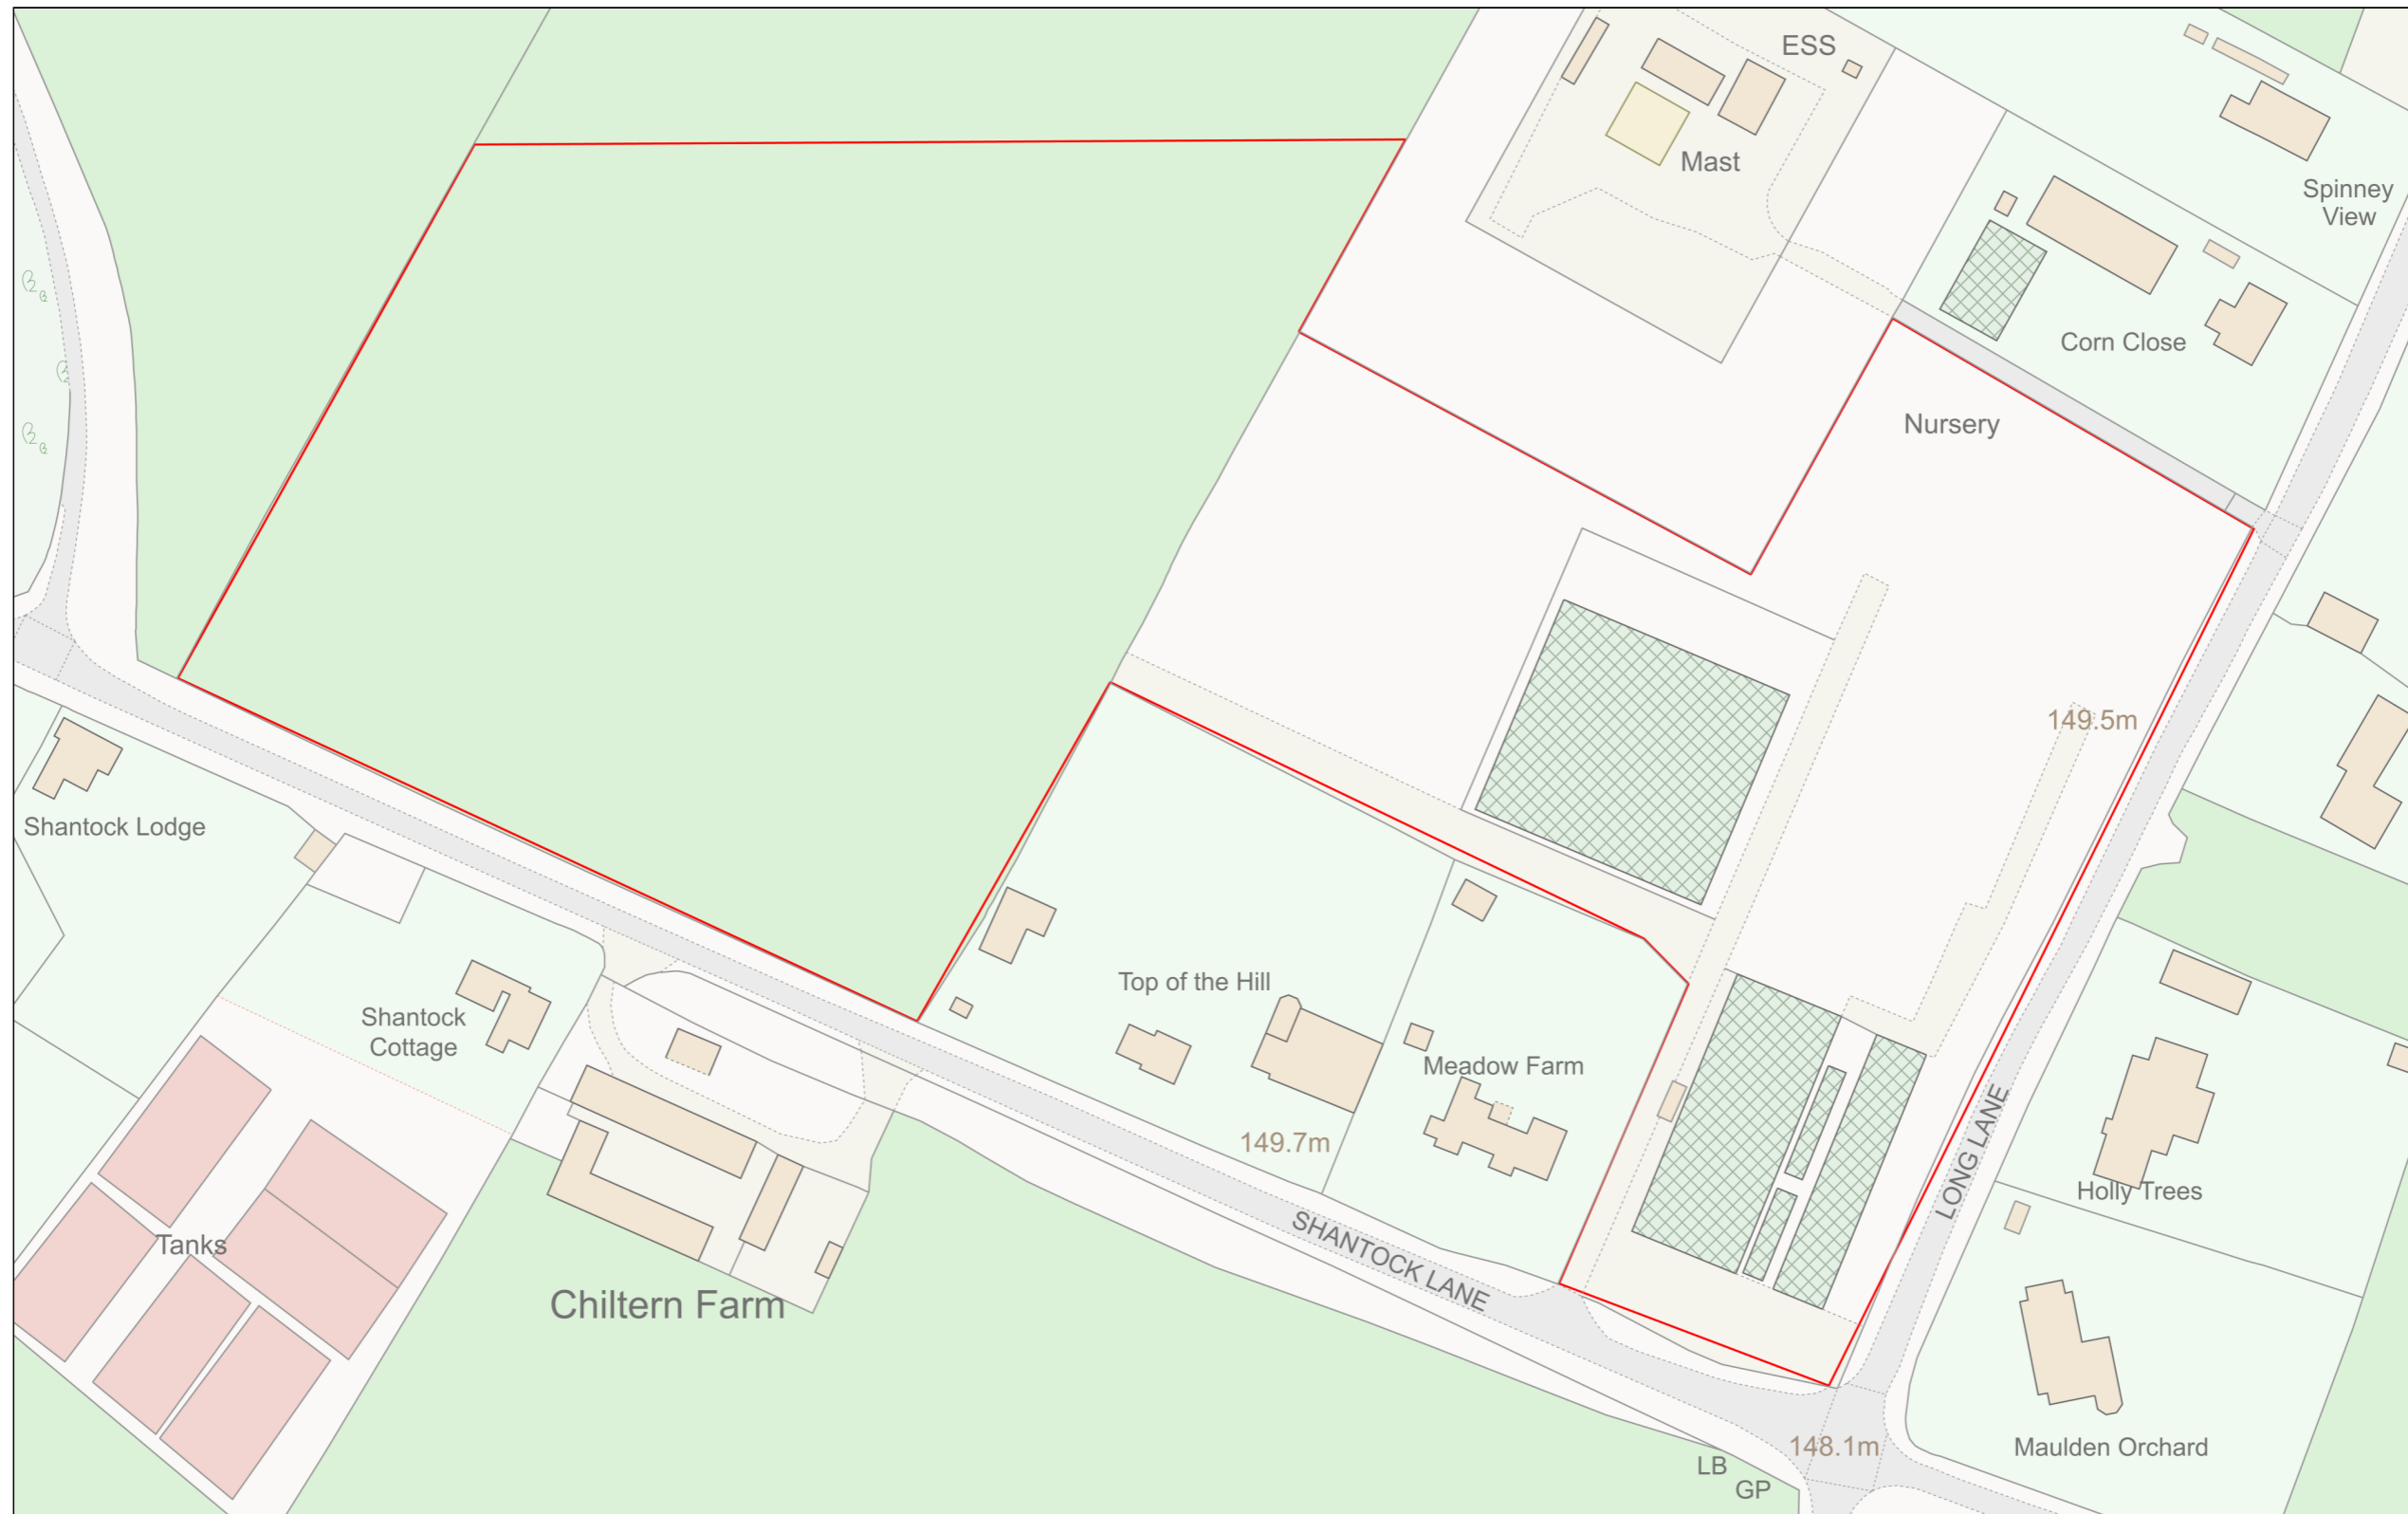 ESS
Mast
Spinney
View
Corn Close
Nursery
149.5m
Shantock Lodge
Top of the Hill
Shantock
Cottage
Meadow Farm
149.7m
LONG LANE
Holly Trees
SHANTOCK LANE
Tanks
Chiltern Farm
148.1m
Maulden Orchard
LB
GP